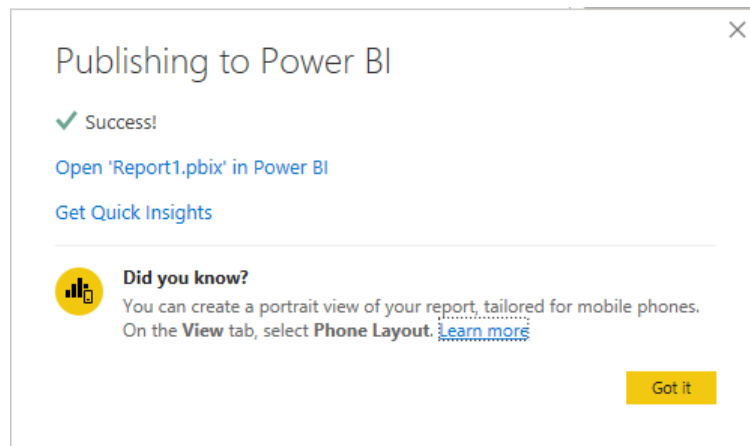 Publishing to Power BI
Success!
Open 'Report1.pbix' in Power BI
Get Quick Insights
Did you know?
You can create a portrait view of your report, tailored for mobile phones.
On the View tab, select Phone Layout. Learn more
Got it